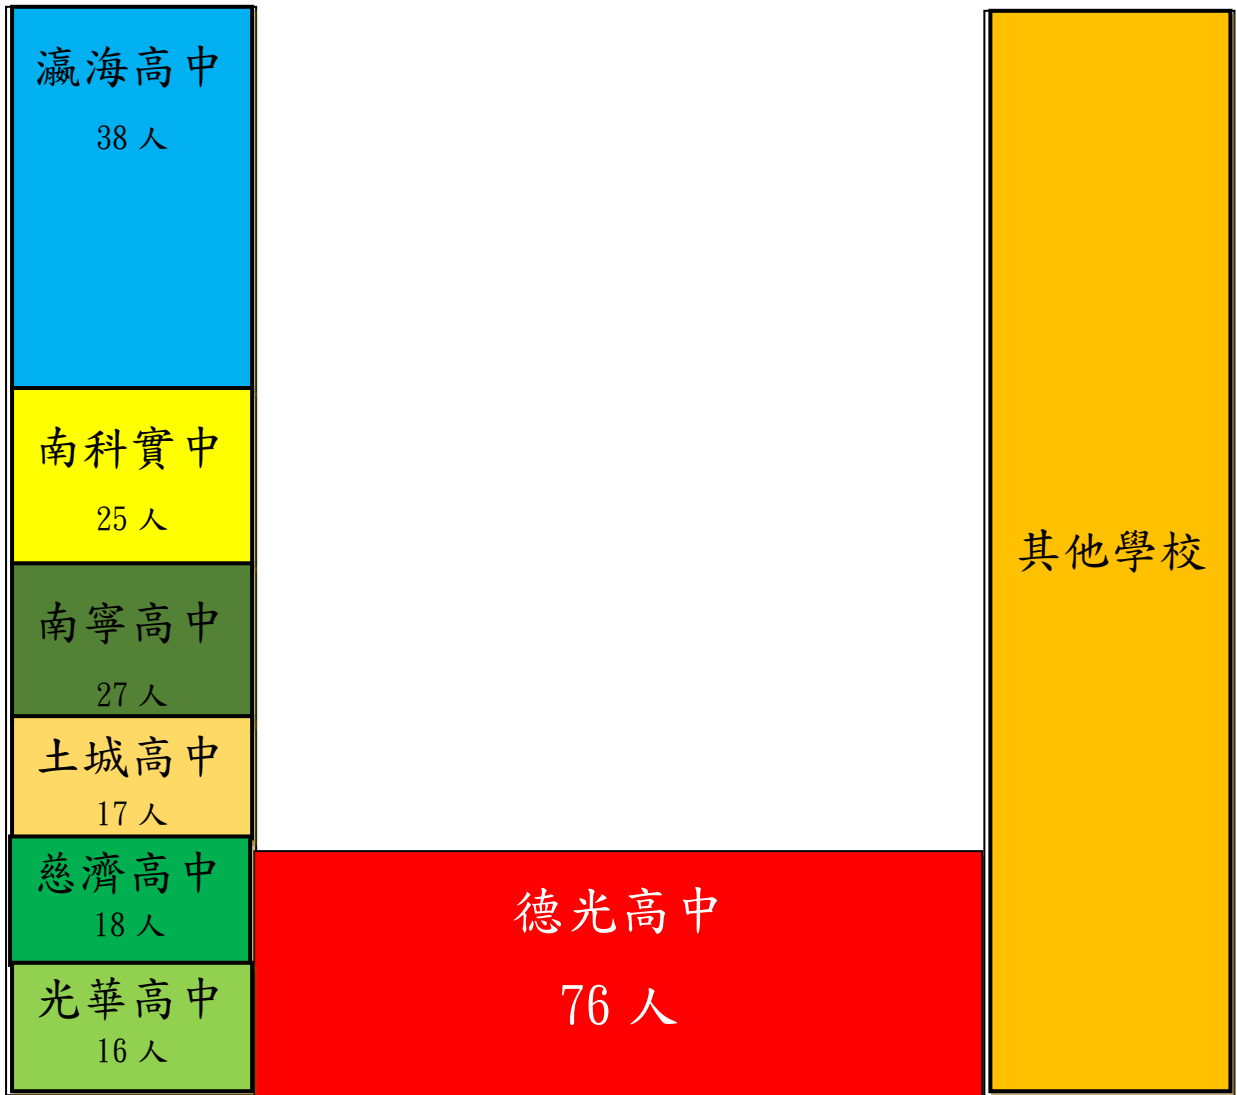 瀛海高中
38 人
南科實中
25 人
南寧高中
27 人
土城高中
17 人
慈濟高中
18 人
光華高中
16 人
德光高中
76 人
其他學校